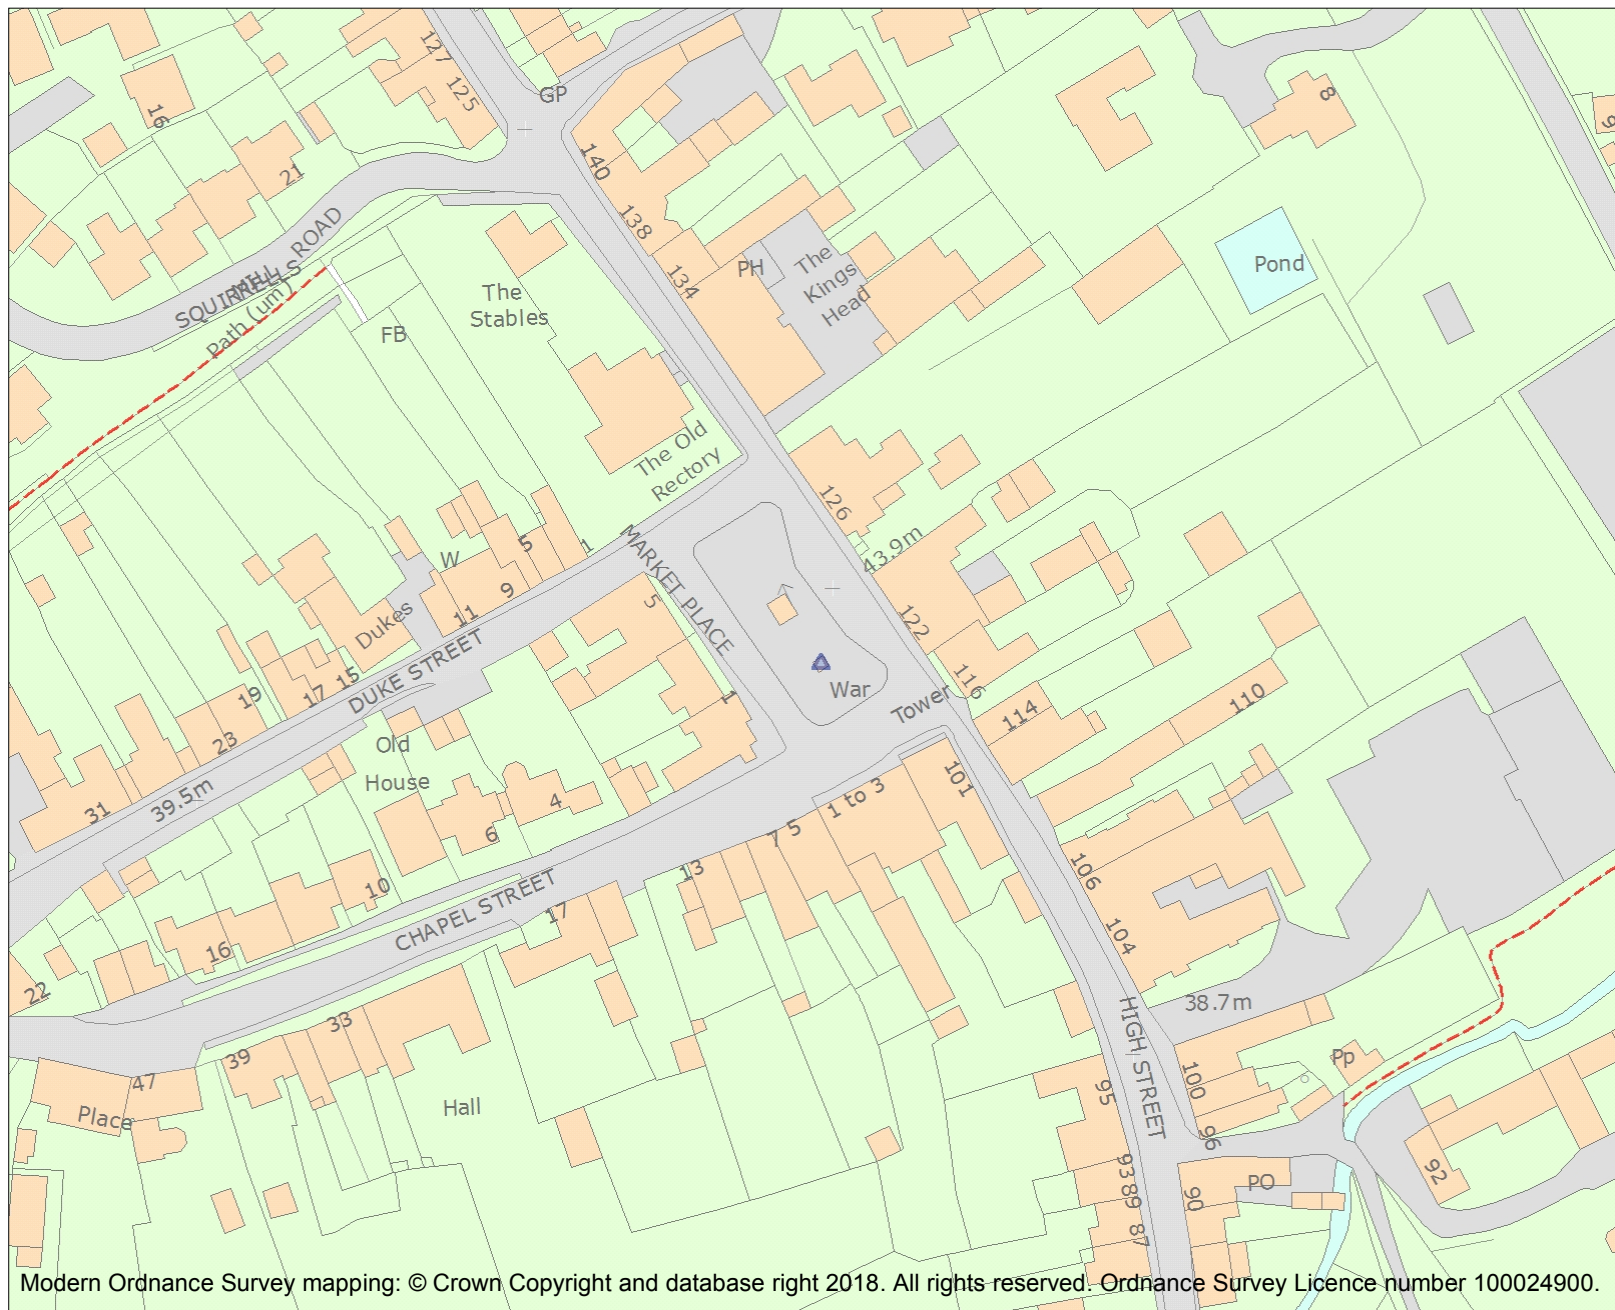 127
125
GP
16
21
140
138
134
PH
The
Kings
Head
8
9
Pond
SQUIRRELLS
MILL ROAD
Path (um)
FB
The
Stables
The Old
Rectory
126
43.9m
MARKET PLACE
W
5
1
9
11
Dukes
DUKE STREET
15
17
19
23
31
39.5m
5
1
122
116
War
Tower
114
110
Old
House
4
6
10
16
22
101
1 to 3
5
7
13
17
CHAPEL STREET
106
104
HIGH STREET
38.7m
33
39
47
Place
Hall
100
96
Pp
95
93
89
87
90
PO
92
Modern Ordnance Survey mapping: © Crown Copyright and database right 2018. All rights reserved. Ordnance Survey Licence number 100024900.